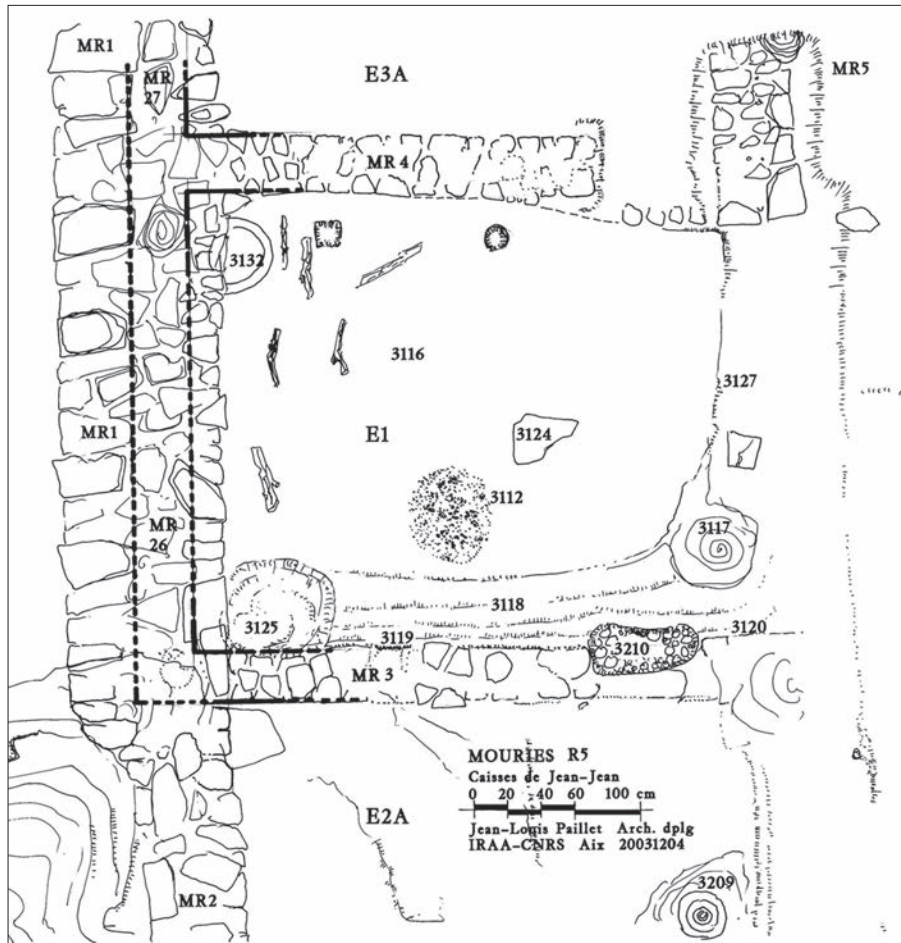 MR1
MR
27
E3A
MR5
MR 4
3132
3116
3127
MR1
E1
3124
3112
MR
26
3117
3118
3125
3119
3210
3120
MR 3
MOURIES R5
Caisses de Jean-Jean
0 20 40 60 100 cm
Jean-Louis Paillet Arch. dplg
IRAA-CNRS Aix 20031204
E2A
MR2
3209